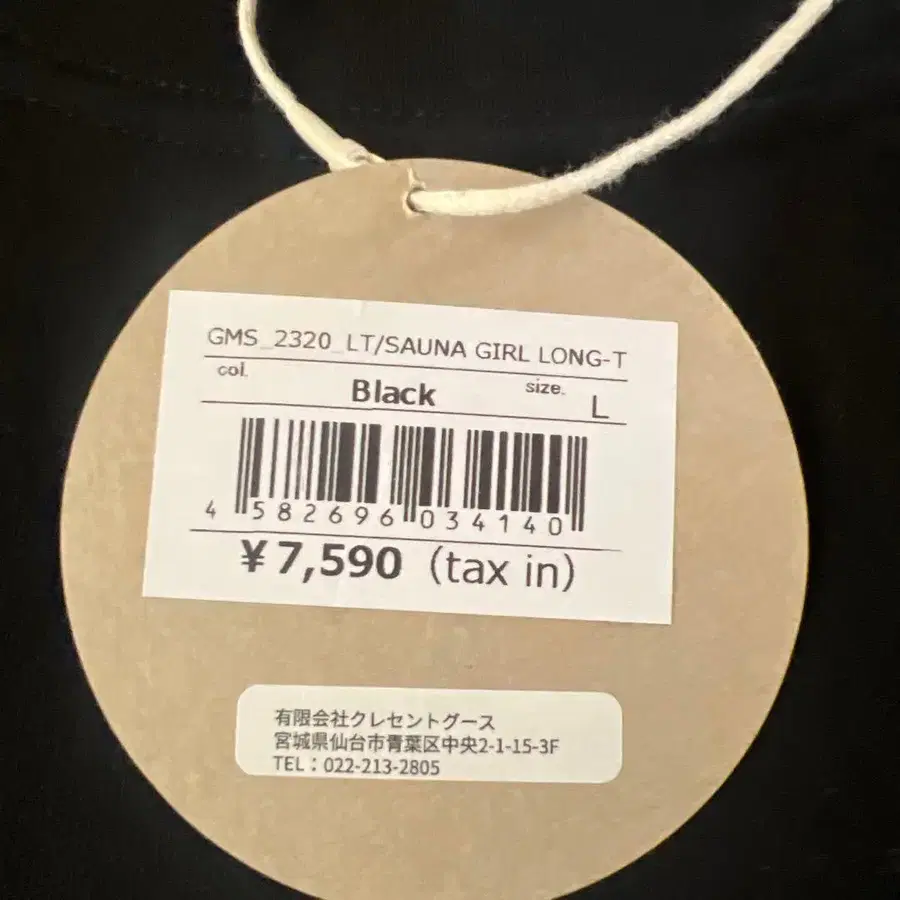 GMS_2320_LT/SAUNA GIRL LONG-T
col. Black size. L
4 582696 034140
¥7,590 (tax in)
有限会社クレセントグース
宮城県仙台市青葉区中央2-1-15-3F
TEL：022-213-2805